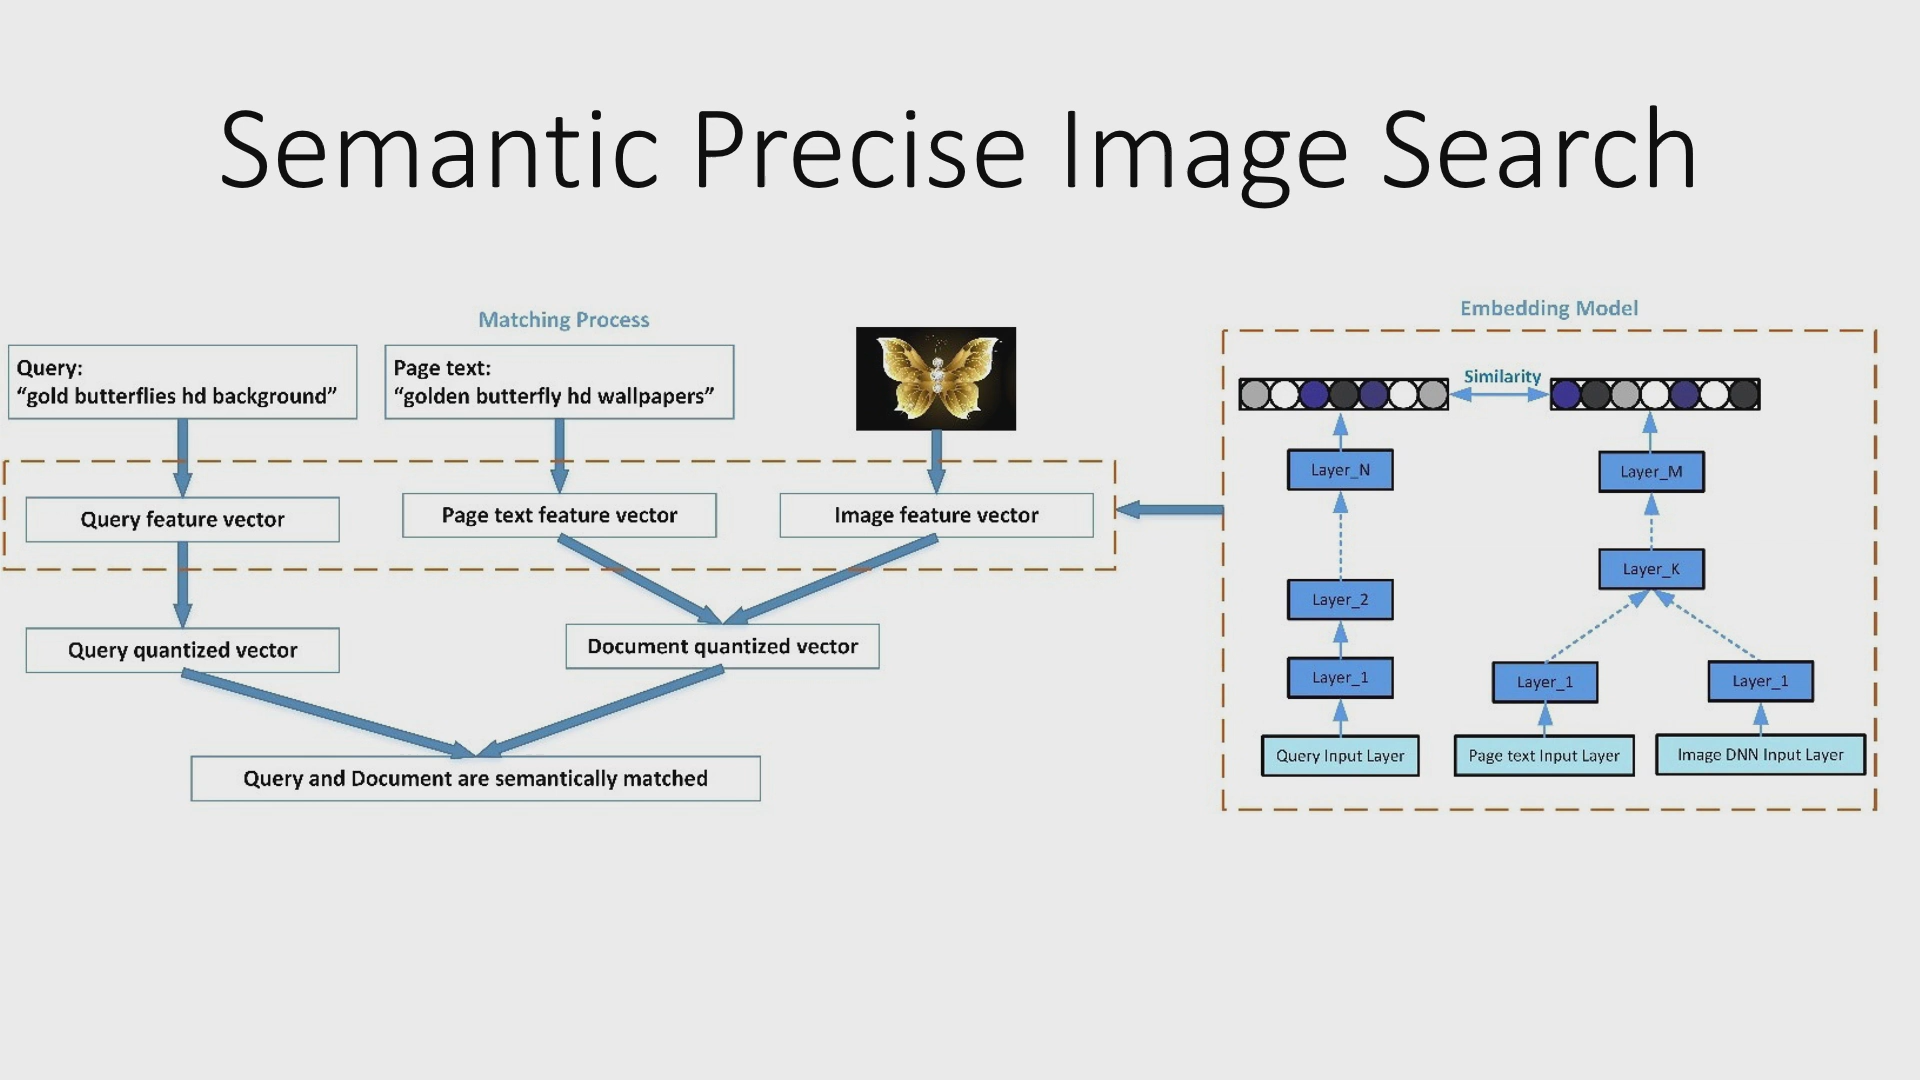 Semantic Precise Image Search
Matching Process
Query:
“gold butterflies hd background”
Page text:
“golden butterfly hd wallpapers”
Query feature vector
Page text feature vector
Image feature vector
Query quantized vector
Document quantized vector
Query and Document are semantically matched
Embedding Model
Similarity
Layer_N
Layer_M
Layer_K
Layer_2
Layer_1
Layer_1
Layer_1
Query Input Layer
Page text Input Layer
Image DNN Input Layer